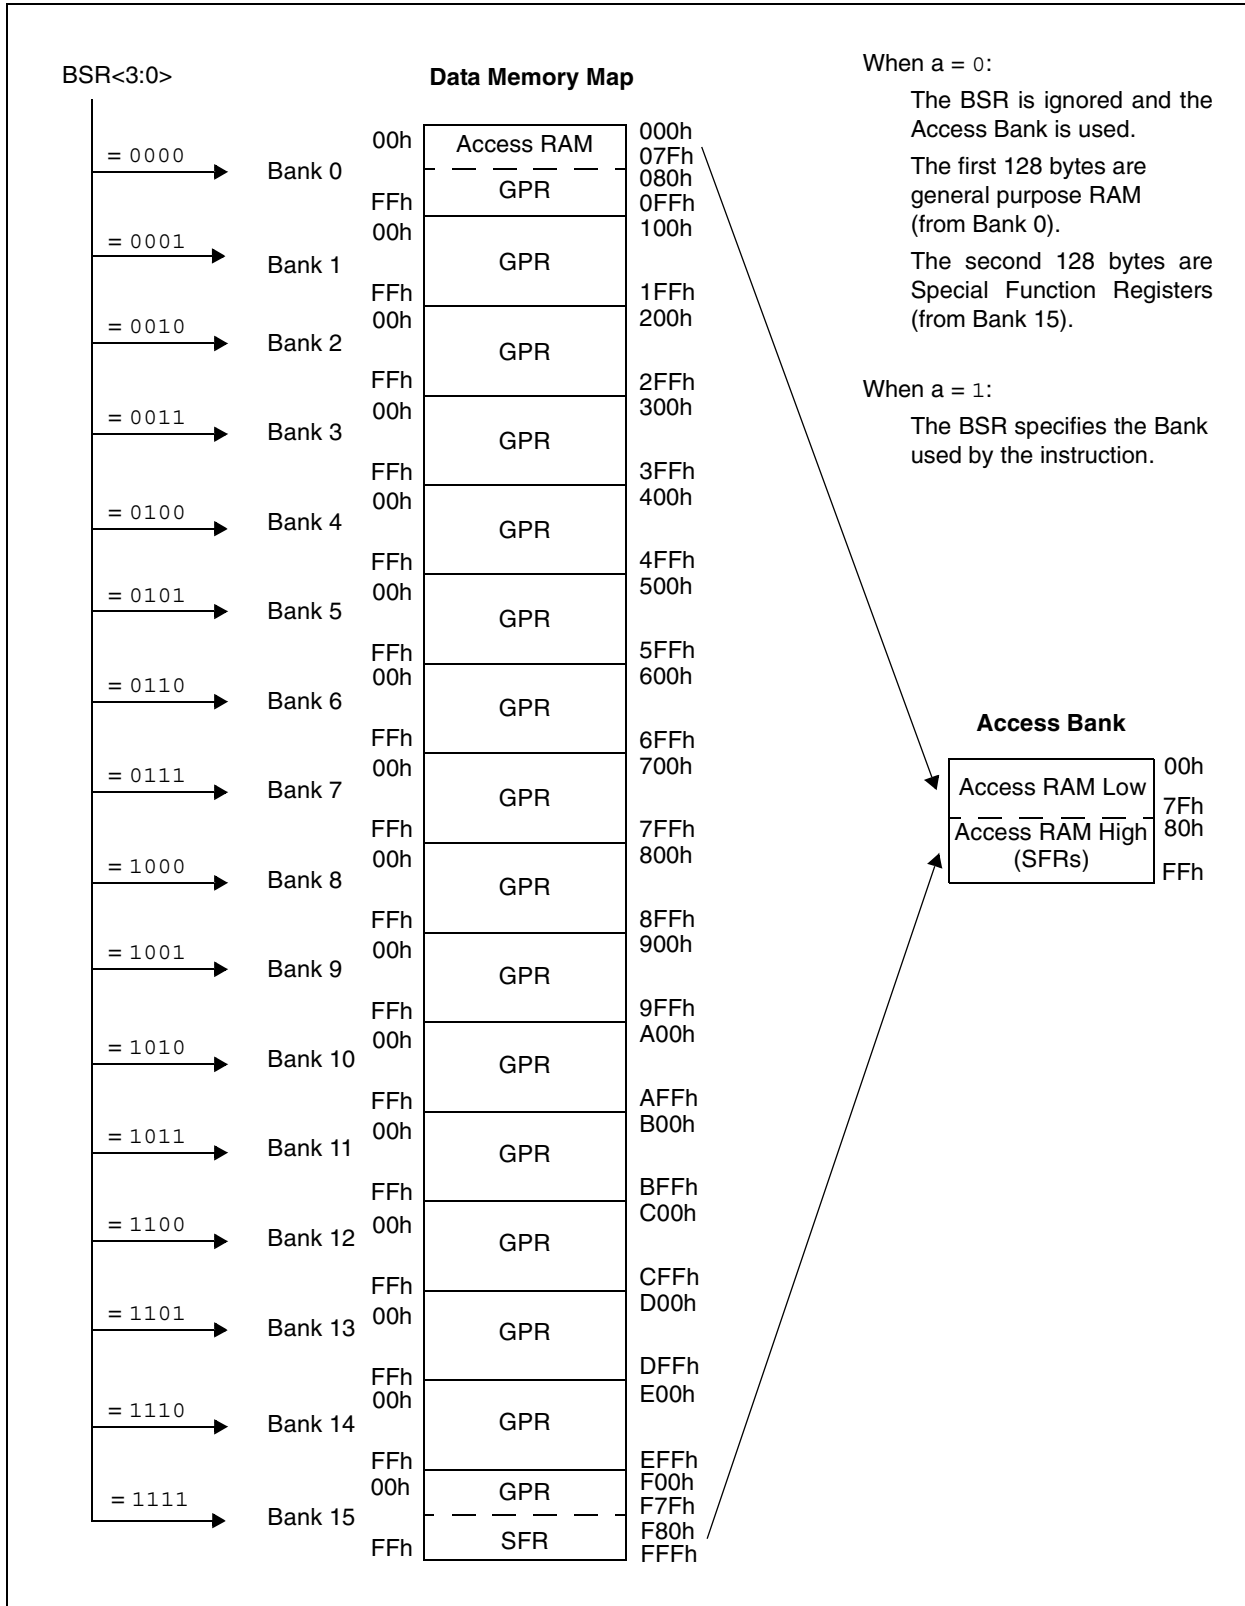 BSR<3:0>
Data Memory Map
= 0000
Bank 0
00h
Access RAM
000h
07Fh
GPR
080h
FFh
0FFh
= 0001
Bank 1
00h
GPR
100h
FFh
1FFh
= 0010
Bank 2
00h
GPR
200h
FFh
2FFh
= 0011
Bank 3
00h
GPR
300h
FFh
3FFh
= 0100
Bank 4
00h
GPR
400h
FFh
4FFh
= 0101
Bank 5
00h
GPR
500h
FFh
5FFh
= 0110
Bank 6
00h
GPR
600h
FFh
6FFh
= 0111
Bank 7
00h
GPR
700h
FFh
7FFh
= 1000
Bank 8
00h
GPR
800h
FFh
8FFh
= 1001
Bank 9
00h
GPR
900h
FFh
9FFh
= 1010
Bank 10
00h
GPR
A00h
FFh
AFFh
= 1011
Bank 11
00h
GPR
B00h
FFh
BFFh
= 1100
Bank 12
00h
GPR
C00h
FFh
CFFh
= 1101
Bank 13
00h
GPR
D00h
FFh
DFFh
= 1110
Bank 14
00h
GPR
E00h
FFh
EFFh
= 1111
Bank 15
00h
GPR
F00h
F7Fh
SFR
F80h
FFh
FFFh
When a = 0:
The BSR is ignored and the
Access Bank is used.
The first 128 bytes are
general purpose RAM
(from Bank 0).
The second 128 bytes are
Special Function Registers
(from Bank 15).
When a = 1:
The BSR specifies the Bank
used by the instruction.
Access Bank
Access RAM Low
00h
7Fh
Access RAM High
(SFRs)
80h
FFh